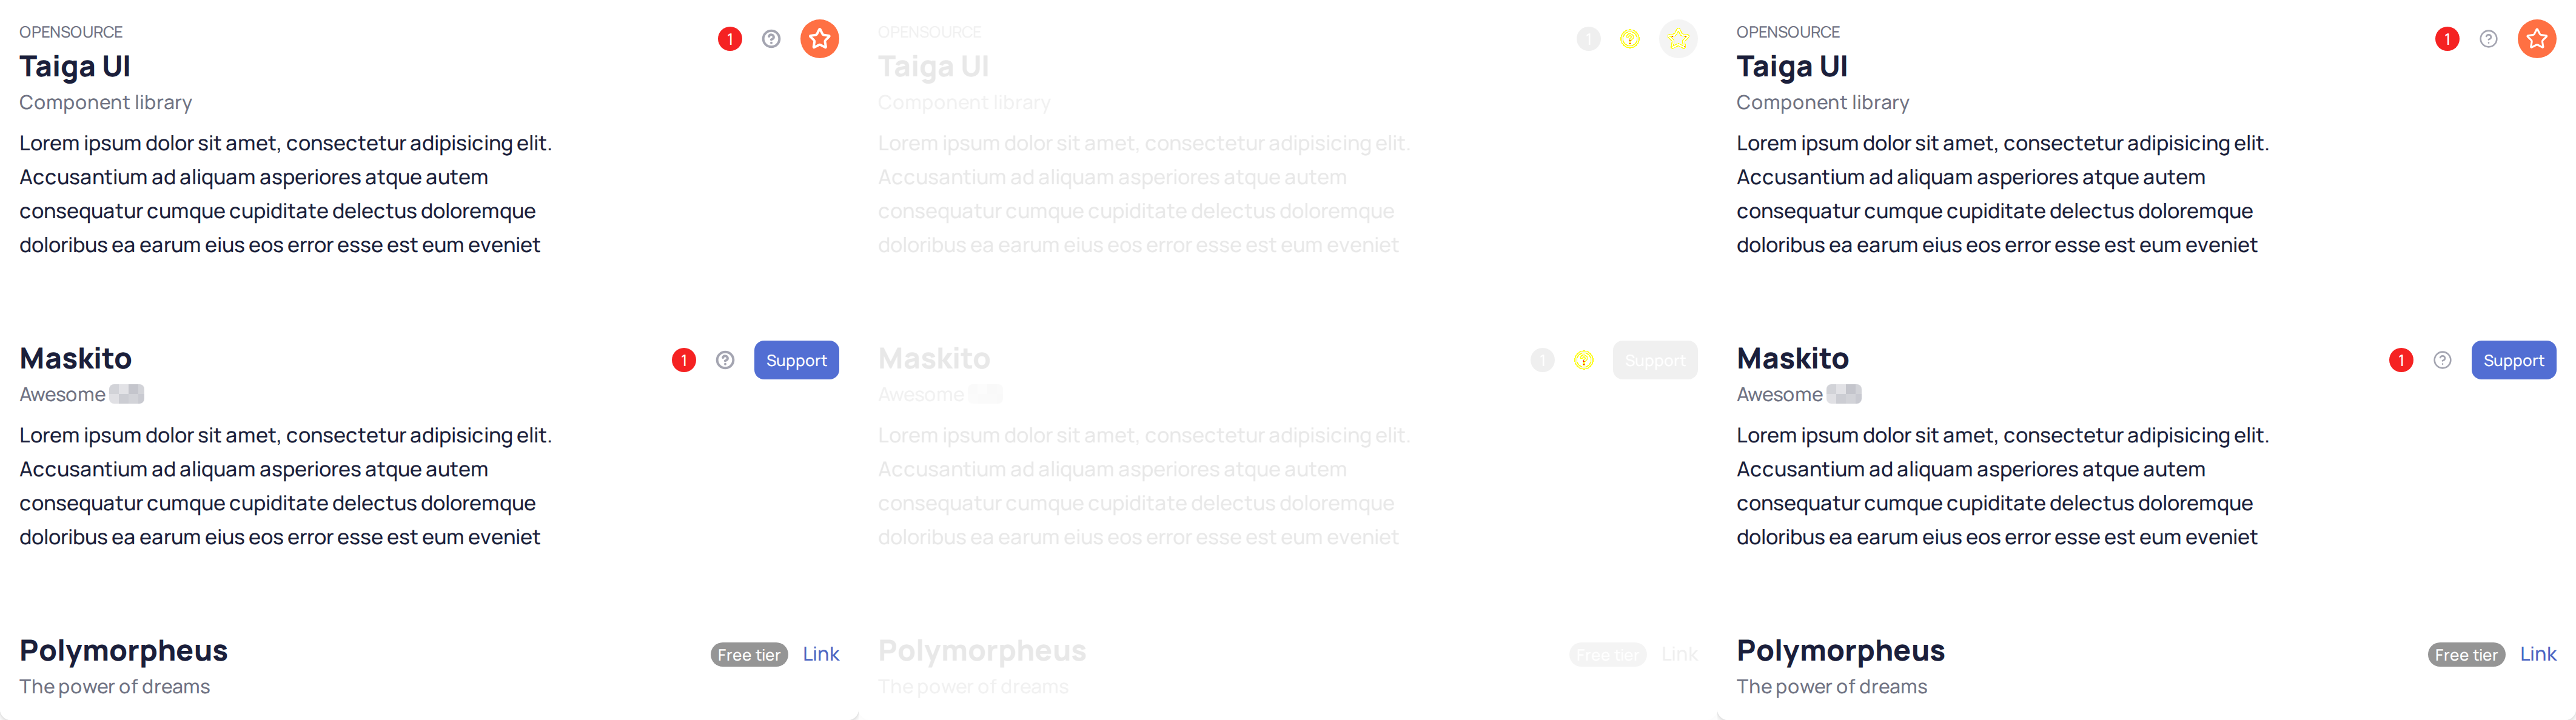 OPENSOURCE
1
Taiga UI
Component library
Lorem ipsum dolor sit amet, consectetur adipisicing elit.
Accusantium ad aliquam asperiores atque autem
consequatur cumque cupiditate delectus doloremque
doloribus ea earum eius eos error esse est eum eveniet
Maskito
1
Support
Awesome
Lorem ipsum dolor sit amet, consectetur adipisicing elit.
Accusantium ad aliquam asperiores atque autem
consequatur cumque cupiditate delectus doloremque
doloribus ea earum eius eos error esse est eum eveniet
Polymorpheus
Free tier
Link
The power of dreams
OPENSOURCE
1
Taiga UI
Component library
Lorem ipsum dolor sit amet, consectetur adipisicing elit.
Accusantium ad aliquam asperiores atque autem
consequatur cumque cupiditate delectus doloremque
doloribus ea earum eius eos error esse est eum eveniet
Maskito
1
Support
Awesome
Lorem ipsum dolor sit amet, consectetur adipisicing elit.
Accusantium ad aliquam asperiores atque autem
consequatur cumque cupiditate delectus doloremque
doloribus ea earum eius eos error esse est eum eveniet
Polymorpheus
Free tier
Link
The power of dreams
OPENSOURCE
1
Taiga UI
Component library
Lorem ipsum dolor sit amet, consectetur adipisicing elit.
Accusantium ad aliquam asperiores atque autem
consequatur cumque cupiditate delectus doloremque
doloribus ea earum eius eos error esse est eum eveniet
Maskito
1
Support
Awesome
Lorem ipsum dolor sit amet, consectetur adipisicing elit.
Accusantium ad aliquam asperiores atque autem
consequatur cumque cupiditate delectus doloremque
doloribus ea earum eius eos error esse est eum eveniet
Polymorpheus
Free tier
Link
The power of dreams